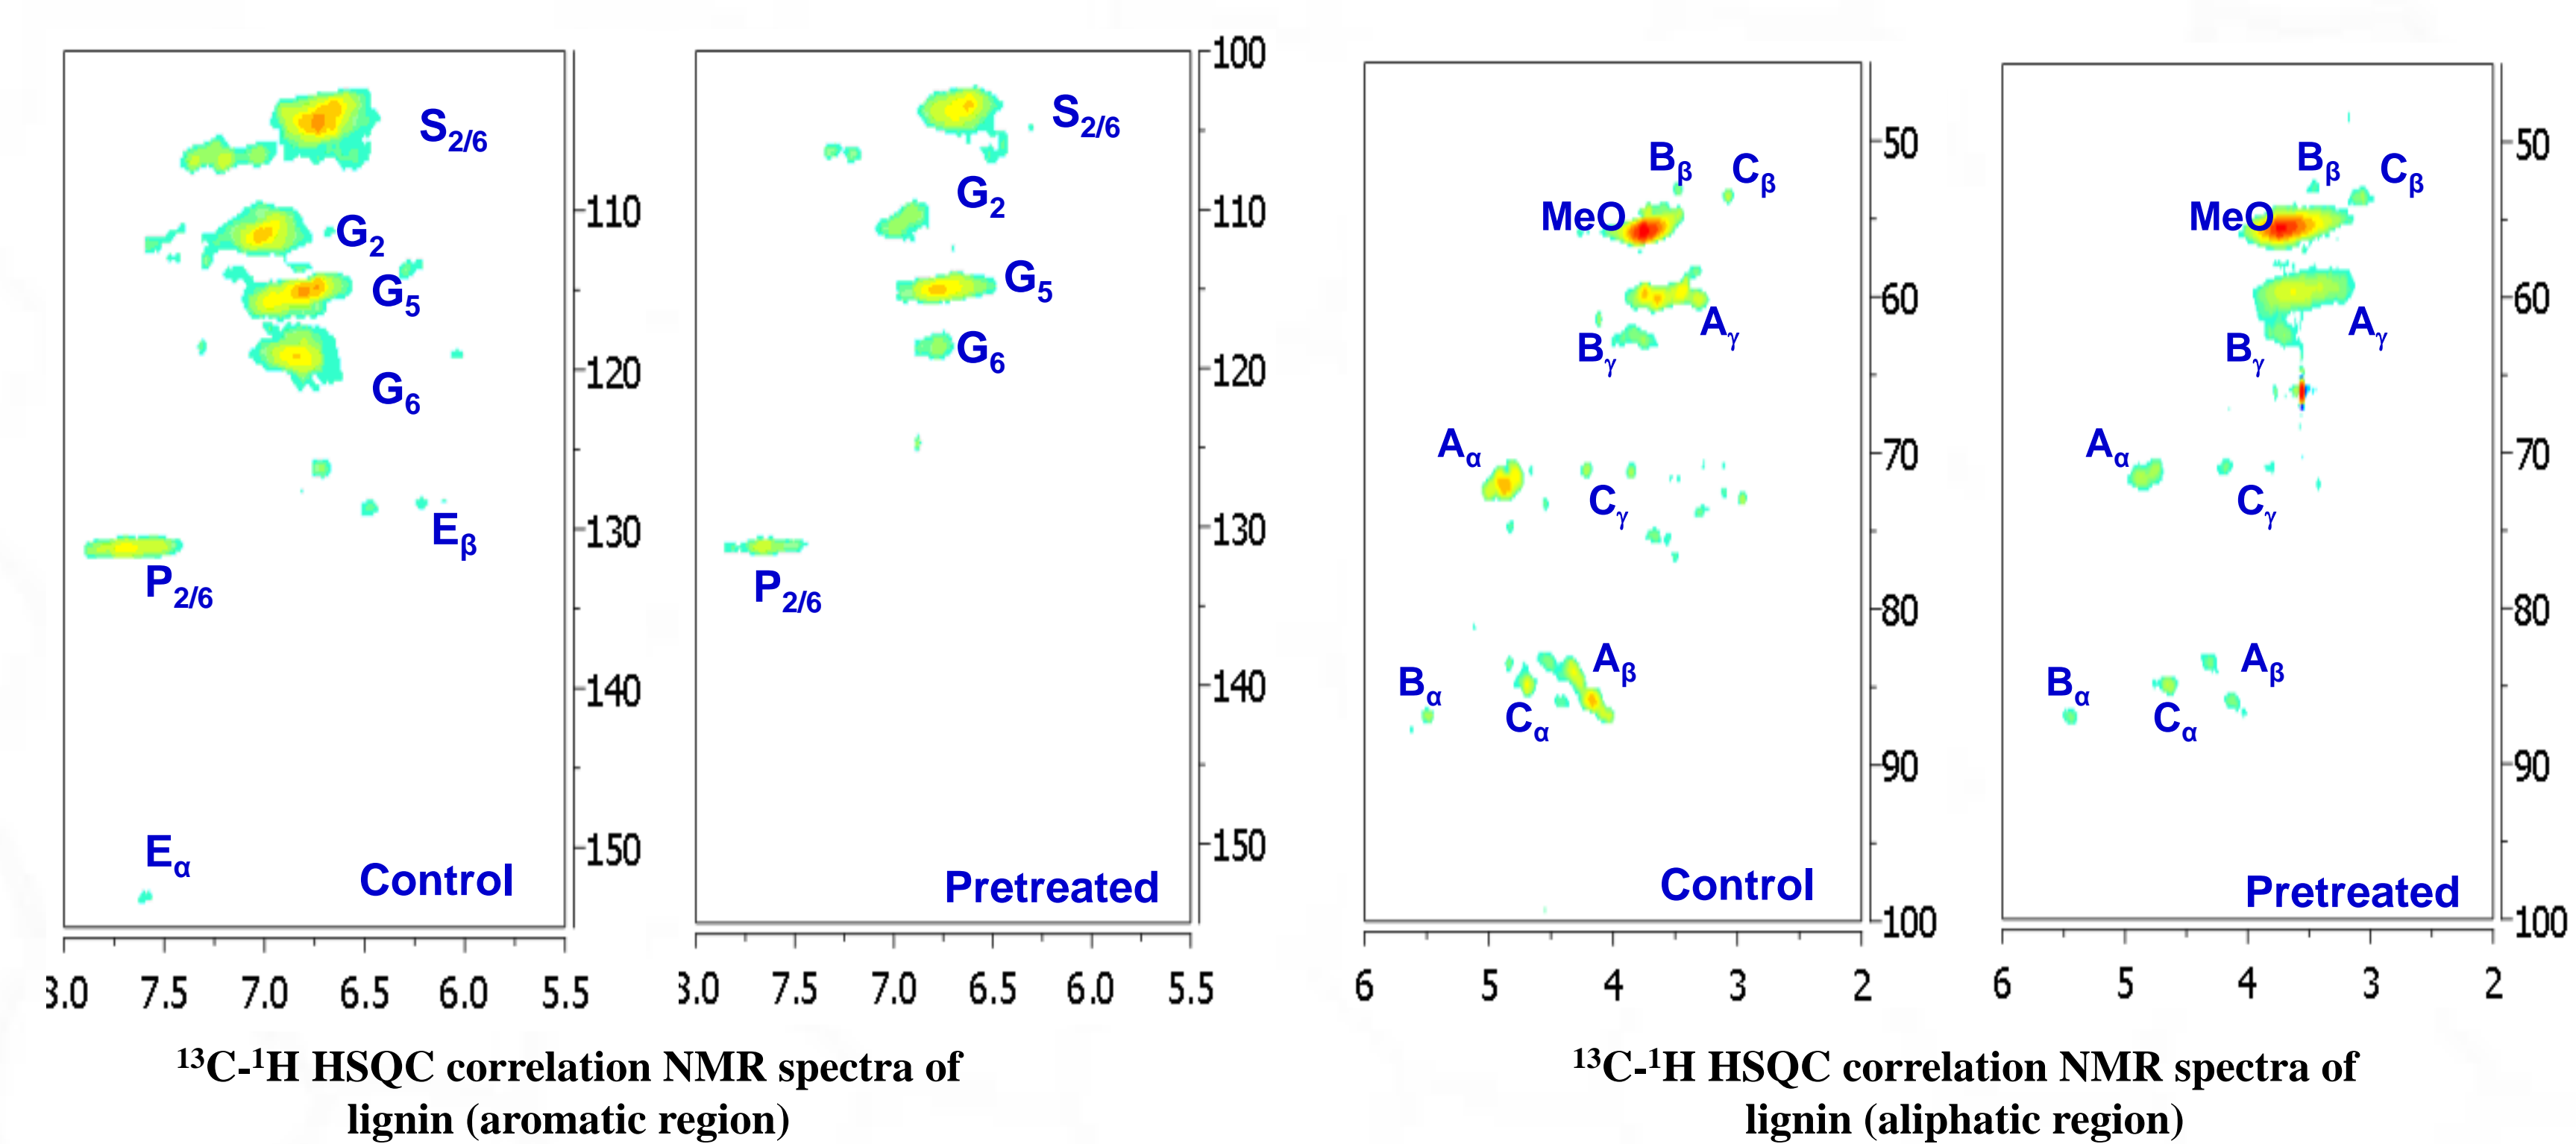 S2/6
G2
G5
G6
Eβ
P2/6
Eα
Control
110
120
130
140
150
8.0 7.5 7.0 6.5 6.0 5.5
S2/6
G2
G5
G6
P2/6
Pretreated
100
110
120
130
140
150
8.0 7.5 7.0 6.5 6.0 5.5
13C-1H HSQC correlation NMR spectra of
lignin (aromatic region)
Bβ Cβ
MeO
Aγ
Bγ
Aα
Cγ
Aβ
Bα
Cα
Control
50
60
70
80
90
100
6 5 4 3 2
Bβ Cβ
MeO
Aγ
Bγ
Aα
Cγ
Aβ
Bα
Cα
Pretreated
50
60
70
80
90
100
6 5 4 3 2
13C-1H HSQC correlation NMR spectra of
lignin (aliphatic region)